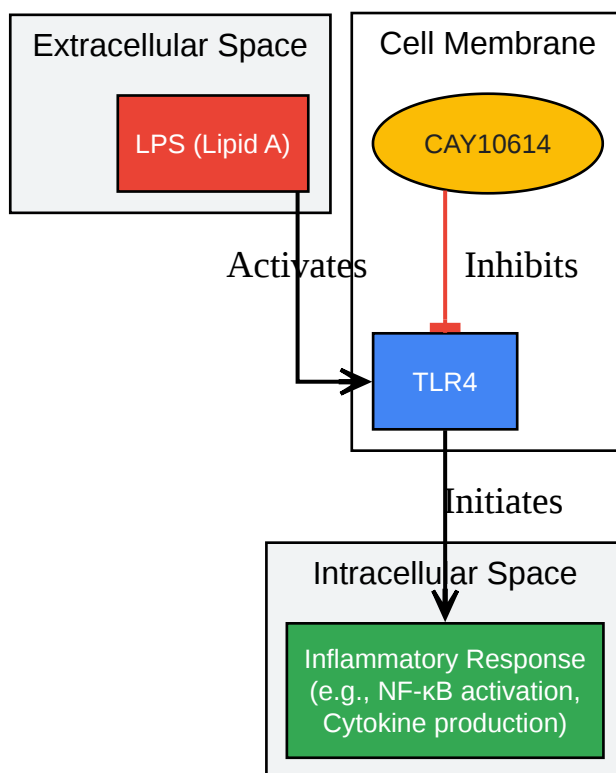 Extracellular Space
Cell Membrane
LPS (Lipid A)
CAY10614
Activates
Inhibits
TLR4
Initiates
Intracellular Space
Inflammatory Response
(e.g., NF-κB activation,
Cytokine production)